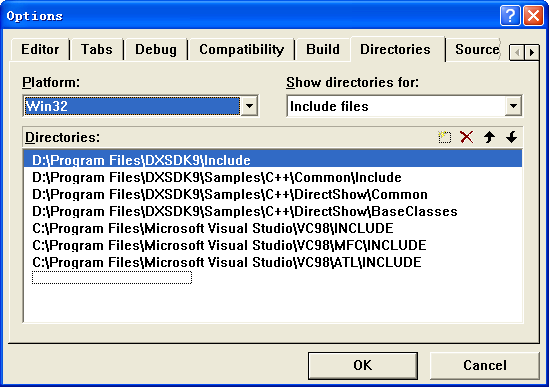 Options
Editor Tabs Debug Compatibility Build Directories Source
Platform: Show directories for:
Win32 Include files
Directories:
D:\Program Files\DXSDK9\Include
D:\Program Files\DXSDK9\Samples\C++\Common\Include
D:\Program Files\DXSDK9\Samples\C++\DirectShow\Common
D:\Program Files\DXSDK9\Samples\C++\DirectShow\BaseClasses
C:\Program Files\Microsoft Visual Studio\VC98\INCLUDE
C:\Program Files\Microsoft Visual Studio\VC98\MFC\INCLUDE
C:\Program Files\Microsoft Visual Studio\VC98\ATL\INCLUDE
OK Cancel